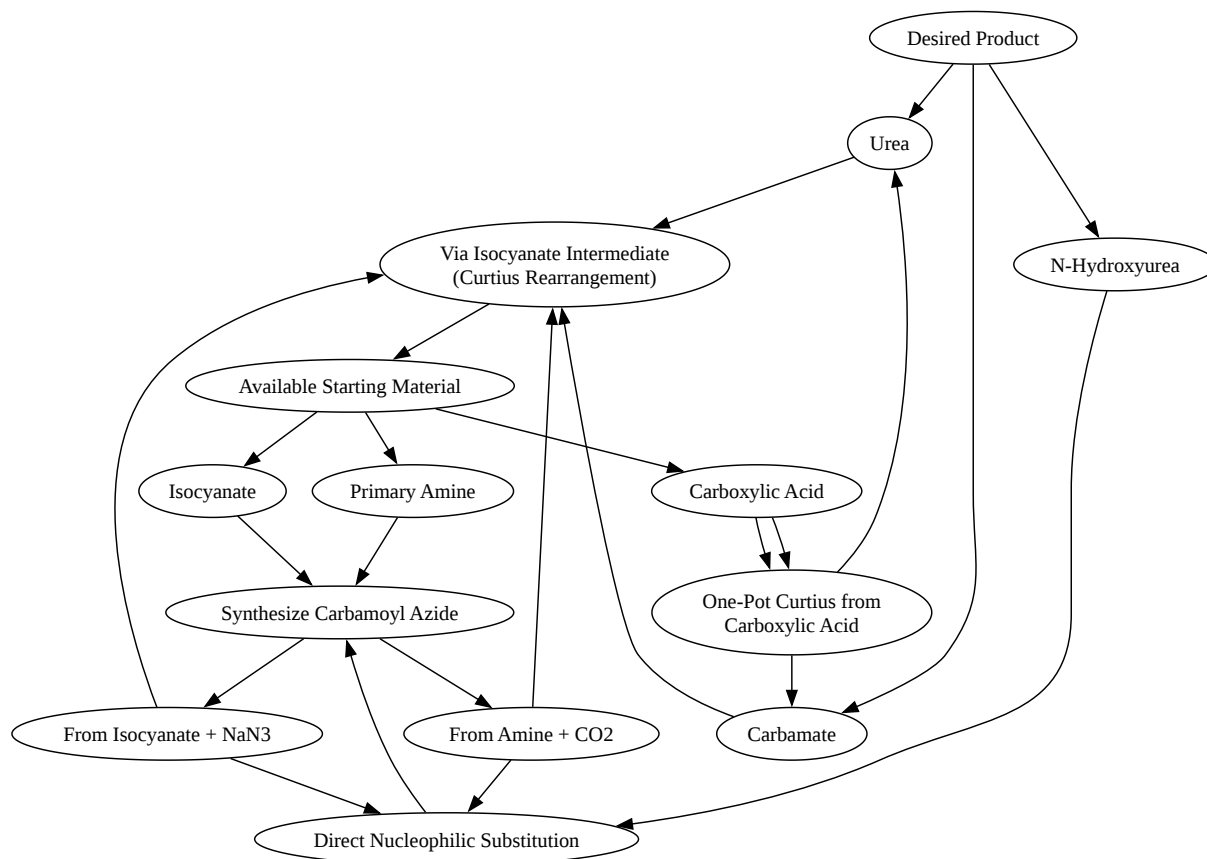 Desired Product
Urea
Via Isocyanate Intermediate
(Curtius Rearrangement)
N-Hydroxyurea
Available Starting Material
Isocyanate
Primary Amine
Carboxylic Acid
Synthesize Carbamoyl Azide
One-Pot Curtius from
Carboxylic Acid
From Isocyanate + NaN3
From Amine + CO2
Carbamate
Direct Nucleophilic Substitution